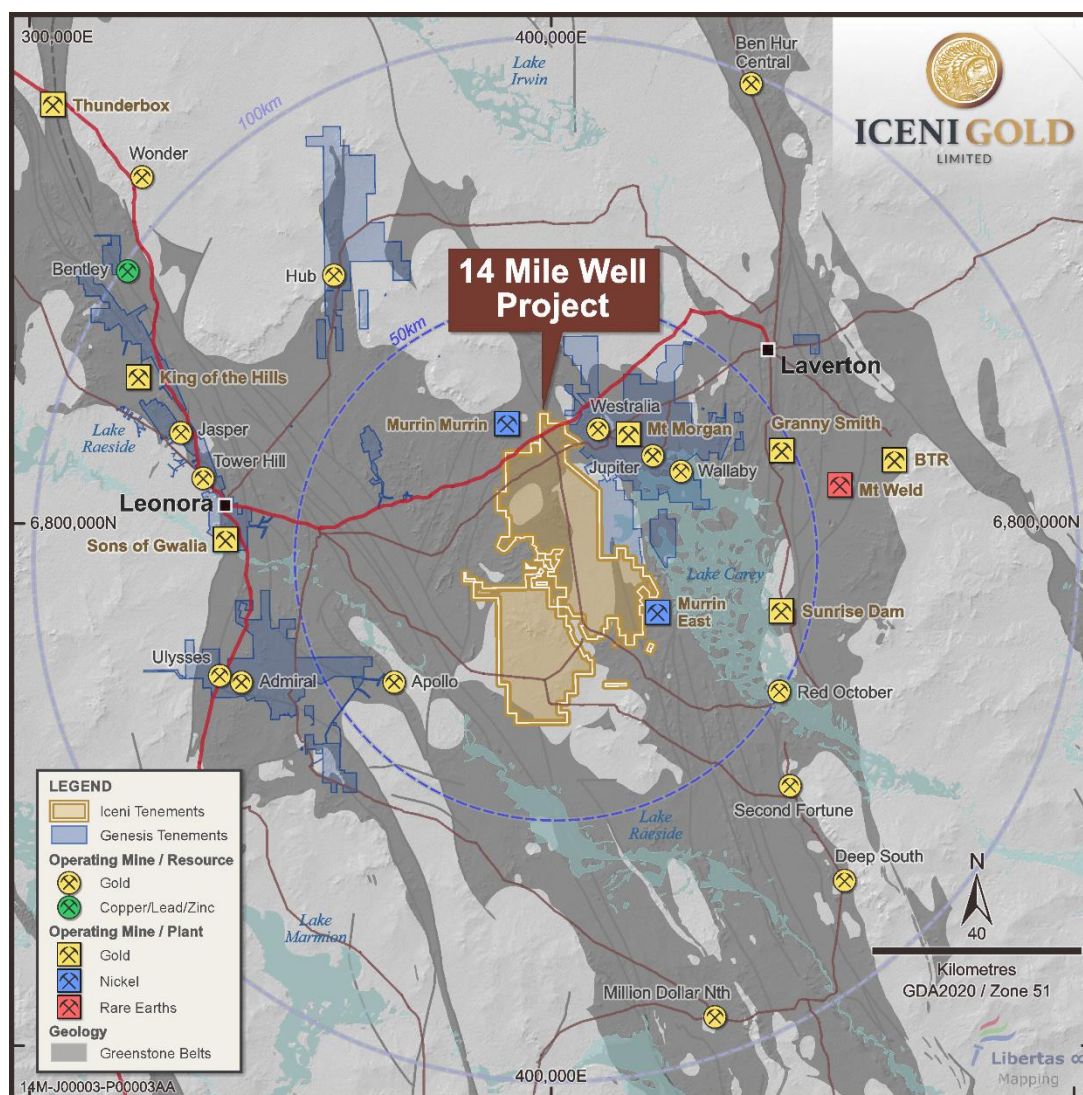 300,000E
400,000E
Ben Hur
Central
Lake
Irwin
ICENI GOLD
LIMITED
100km
Thunderbox
Wonder
Bentley
Hub
14 Mile Well
Project
50km
Laverton
King of the Hills
Murrin Murrin
Westralia
Mt Morgan
Granny Smith
Lake
Raeside
Jasper
Jupiter
Wallaby
BTR
Tower Hill
Mt Weld
Leonora
6,800,000N
6,800,000N
Sons of Gwalia
Lake Carey
Murrin
East
Sunrise Dam
Ulysses
Admiral
Apollo
Red October
LEGEND
Iceni Tenements
Genesis Tenements
Operating Mine / Resource
Gold
Copper/Lead/Zinc
Operating Mine / Plant
Gold
Nickel
Rare Earths
Geology
Greenstone Belts
Second Fortune
Lake
Raeside
Deep South
N
40
Kilometres
GDA2020 / Zone 51
Lake
Marmion
Million Dollar Nth
Libertas
Mapping
14M-J00003-P00003AA
400,000E